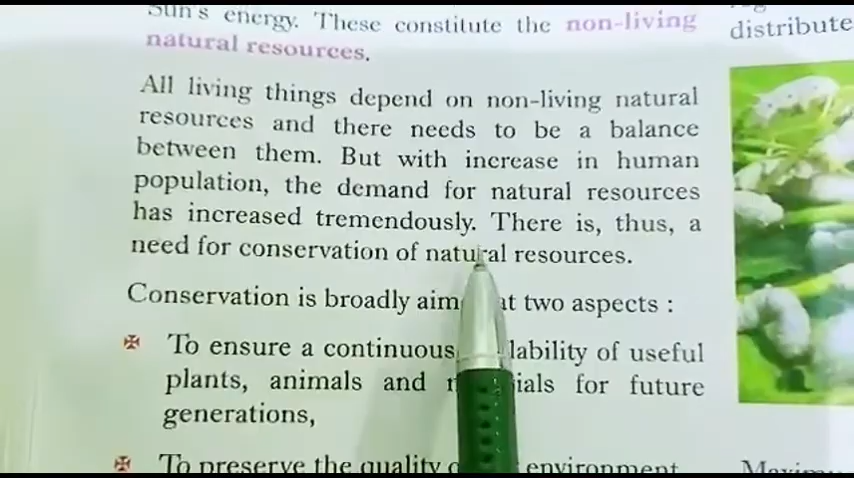 Sun's energy. These constitute the non-living
natural resources.
All living things depend on non-living natural
resources and there needs to be a balance
between them. But with increase in human
population, the demand for natural resources
has increased tremendously. There is, thus, a
need for conservation of natural resources.
Conservation is broadly at two aspects :
To ensure a continuous of useful
plants, animals and for future
generations,
To preserve the quality environment
distribute